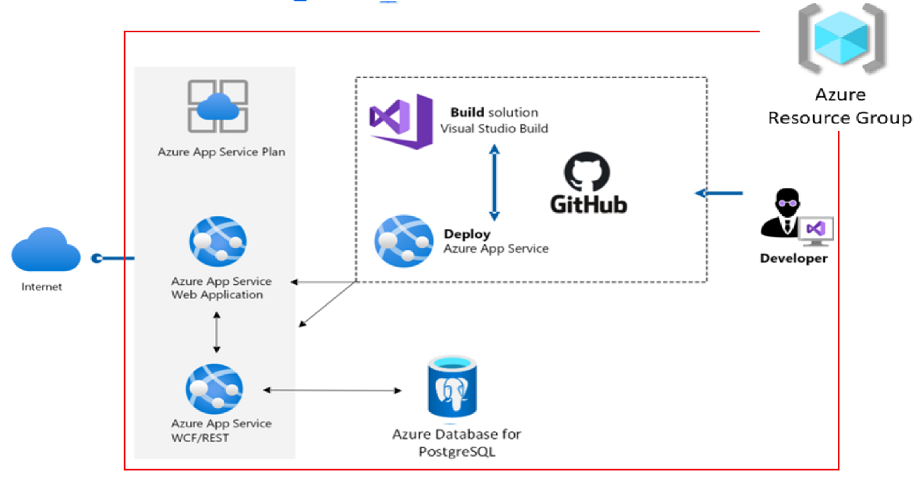 Azure
Resource Group
Azure App Service Plan
Build solution
Visual Studio Build
GitHub
Deploy
Azure App Service
Developer
Internet
Azure App Service
Web Application
Azure App Service
WCF/REST
Azure Database for
PostgreSQL